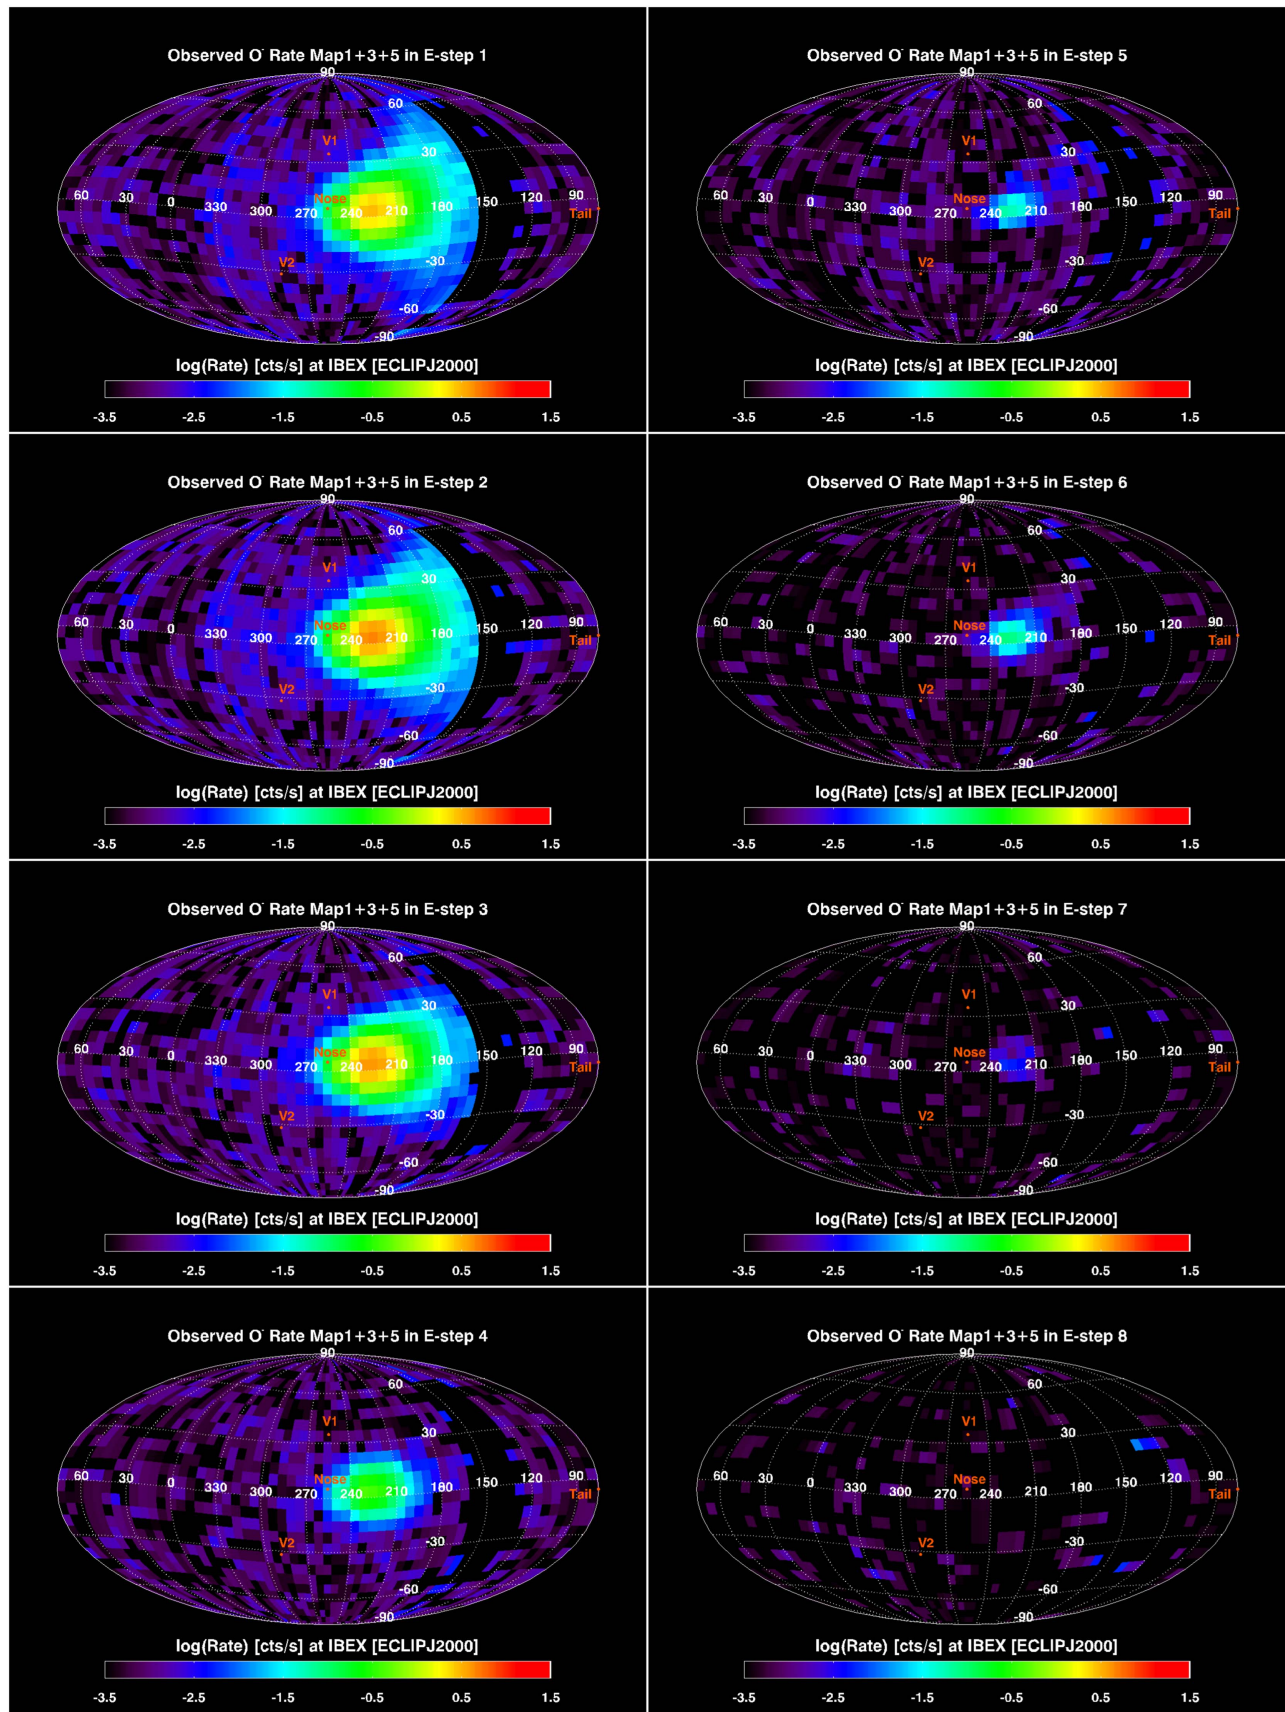 Observed O⁻ Rate Map1+3+5 in E-step 1
90
60
V1
30
Nose
60 30 0 330 300 270 240 210 180 150 120 90
Tail
V2
-30
-60
-90
log(Rate) [cts/s] at IBEX [ECLIPJ2000]
-3.5 -2.5 -1.5 -0.5 0.5 1.5
Observed O⁻ Rate Map1+3+5 in E-step 5
90
60
V1
30
Nose
60 30 0 330 300 270 240 210 180 150 120 90
Tail
V2
-30
-60
-90
log(Rate) [cts/s] at IBEX [ECLIPJ2000]
-3.5 -2.5 -1.5 -0.5 0.5 1.5
Observed O⁻ Rate Map1+3+5 in E-step 2
90
60
V1
30
Nose
60 30 0 330 300 270 240 210 180 150 120 90
Tail
V2
-30
-60
-90
log(Rate) [cts/s] at IBEX [ECLIPJ2000]
-3.5 -2.5 -1.5 -0.5 0.5 1.5
Observed O⁻ Rate Map1+3+5 in E-step 6
90
60
V1
30
Nose
60 30 0 330 300 270 240 210 180 150 120 90
Tail
V2
-30
-60
-90
log(Rate) [cts/s] at IBEX [ECLIPJ2000]
-3.5 -2.5 -1.5 -0.5 0.5 1.5
Observed O⁻ Rate Map1+3+5 in E-step 3
90
60
V1
30
Nose
60 30 0 330 300 270 240 210 180 150 120 90
Tail
V2
-30
-60
-90
log(Rate) [cts/s] at IBEX [ECLIPJ2000]
-3.5 -2.5 -1.5 -0.5 0.5 1.5
Observed O⁻ Rate Map1+3+5 in E-step 7
90
60
V1
30
Nose
60 30 0 330 300 270 240 210 180 150 120 90
Tail
V2
-30
-60
-90
log(Rate) [cts/s] at IBEX [ECLIPJ2000]
-3.5 -2.5 -1.5 -0.5 0.5 1.5
Observed O⁻ Rate Map1+3+5 in E-step 4
90
60
V1
30
Nose
60 30 0 330 300 270 240 210 180 150 120 90
Tail
V2
-30
-60
-90
log(Rate) [cts/s] at IBEX [ECLIPJ2000]
-3.5 -2.5 -1.5 -0.5 0.5 1.5
Observed O⁻ Rate Map1+3+5 in E-step 8
90
60
V1
30
Nose
60 30 0 330 300 270 240 210 180 150 120 90
Tail
V2
-30
-60
-90
log(Rate) [cts/s] at IBEX [ECLIPJ2000]
-3.5 -2.5 -1.5 -0.5 0.5 1.5